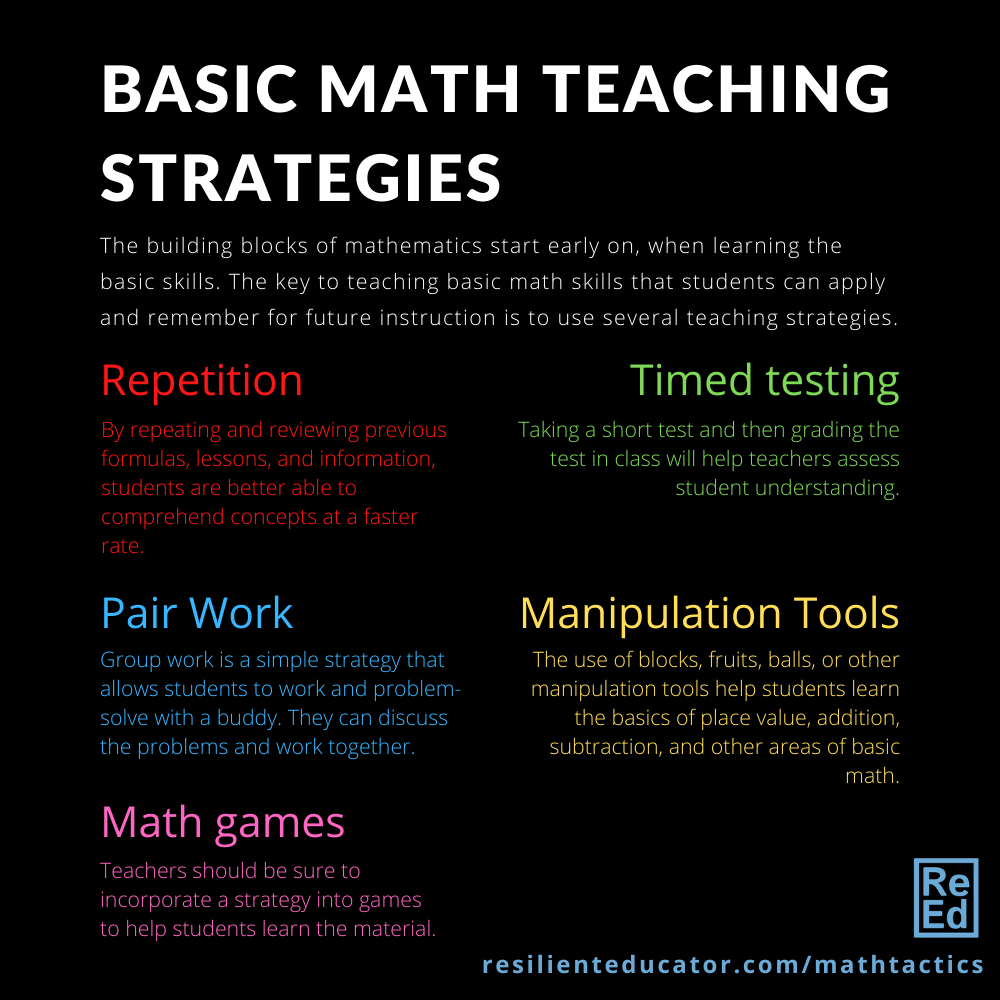 BASIC MATH TEACHING
STRATEGIES
The building blocks of mathematics start early on, when learning the
basic skills. The key to teaching basic math skills that students can apply
and remember for future instruction is to use several teaching strategies.
Repetition
By repeating and reviewing previous
formulas, lessons, and information,
students are better able to
comprehend concepts at a faster
rate.
Timed testing
Taking a short test and then grading the
test in class will help teachers assess
student understanding.
Pair Work
Group work is a simple strategy that
allows students to work and problem-
solve with a buddy. They can discuss
the problems and work together.
Manipulation Tools
The use of blocks, fruits, balls, or other
manipulation tools help students learn
the basics of place value, addition,
subtraction, and other areas of basic
math.
Math games
Teachers should be sure to
incorporate a strategy into games
to help students learn the material.
Re
Ed
resilienteducator.com/mathtactics